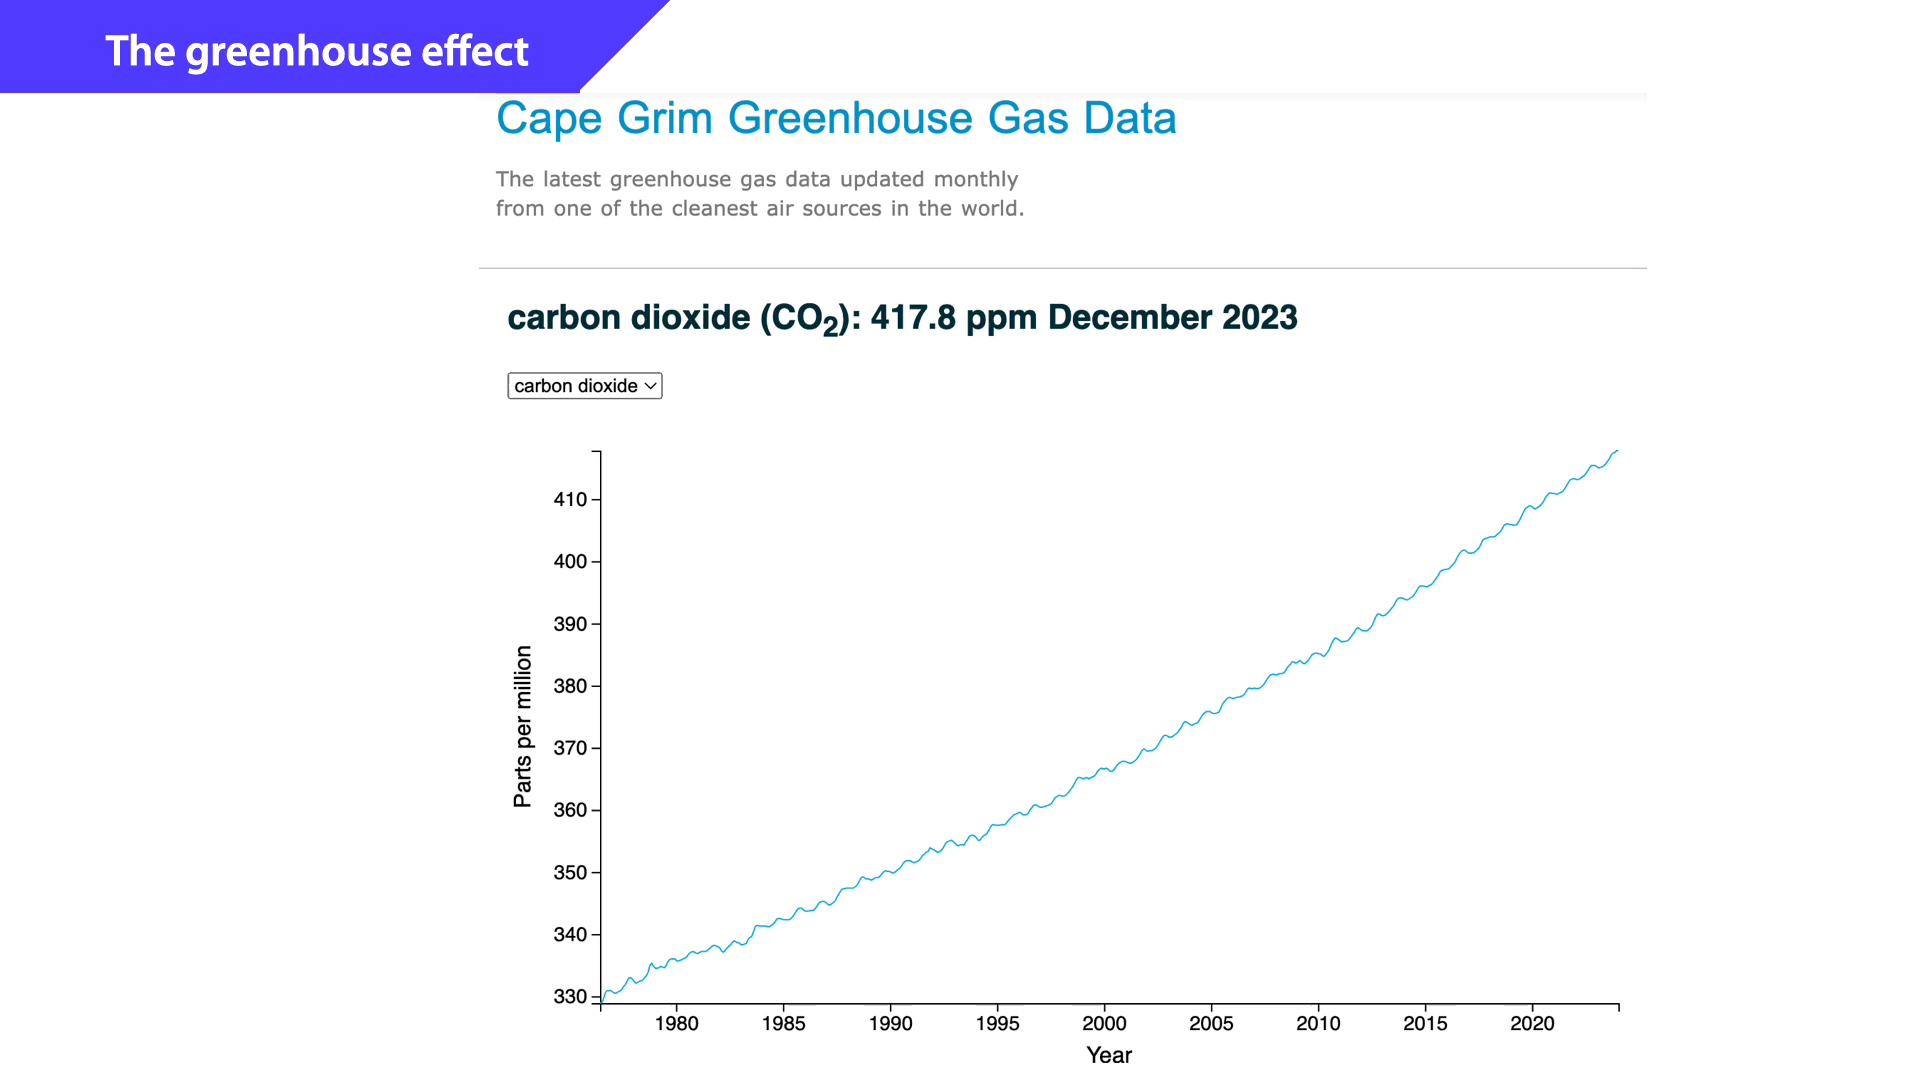 The greenhouse effect
Cape Grim Greenhouse Gas Data
The latest greenhouse gas data updated monthly
from one of the cleanest air sources in the world.
carbon dioxide (CO₂): 417.8 ppm December 2023
carbon dioxide
410
400
390
380
370
360
350
340
330
Parts per million
1980 1985 1990 1995 2000 2005 2010 2015 2020
Year